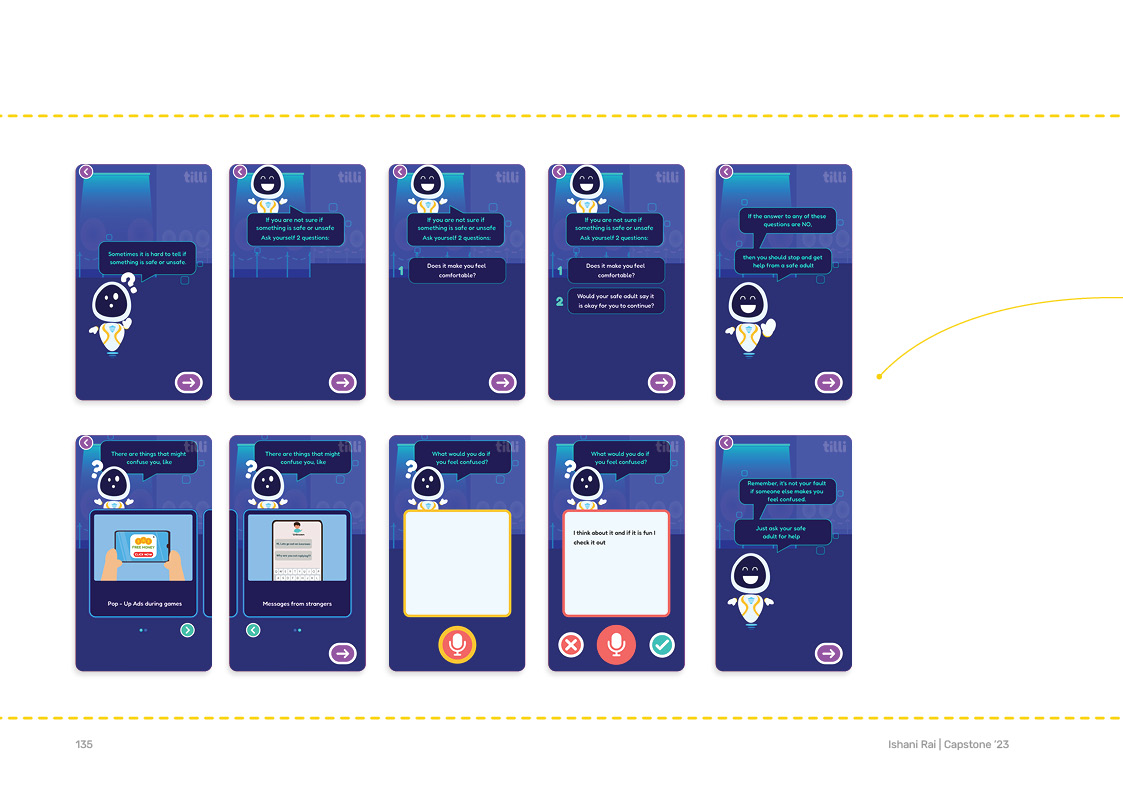 tilli
Sometimes it is hard to tell if
something is safe or unsafe.
?
tilli
If you are not sure if
something is safe or unsafe
Ask yourself 2 questions:
tilli
If you are not sure if
something is safe or unsafe
Ask yourself 2 questions:
1
Does it make you feel
comfortable?
tilli
If you are not sure if
something is safe or unsafe
Ask yourself 2 questions:
1
Does it make you feel
comfortable?
2
Would your safe adult say it
is okay for you to continue?
tilli
If the answer to any of these
questions are NO,
then you should stop and get
help from a safe adult
tilli
There are things that might
confuse you, like
?
FREE MONEY
CLICK NOW
Pop - Up Ads during games
tilli
There are things that might
confuse you, like
?
Messages from strangers
tilli
What would you do if
you feel confused?
?
tilli
What would you do if
you feel confused?
?
I think about it and if it is fun I
check it out
tilli
Remember, it's not your fault
if someone else makes you
feel confused.
Just ask your safe
adult for help
135
Ishani Rai | Capstone '23